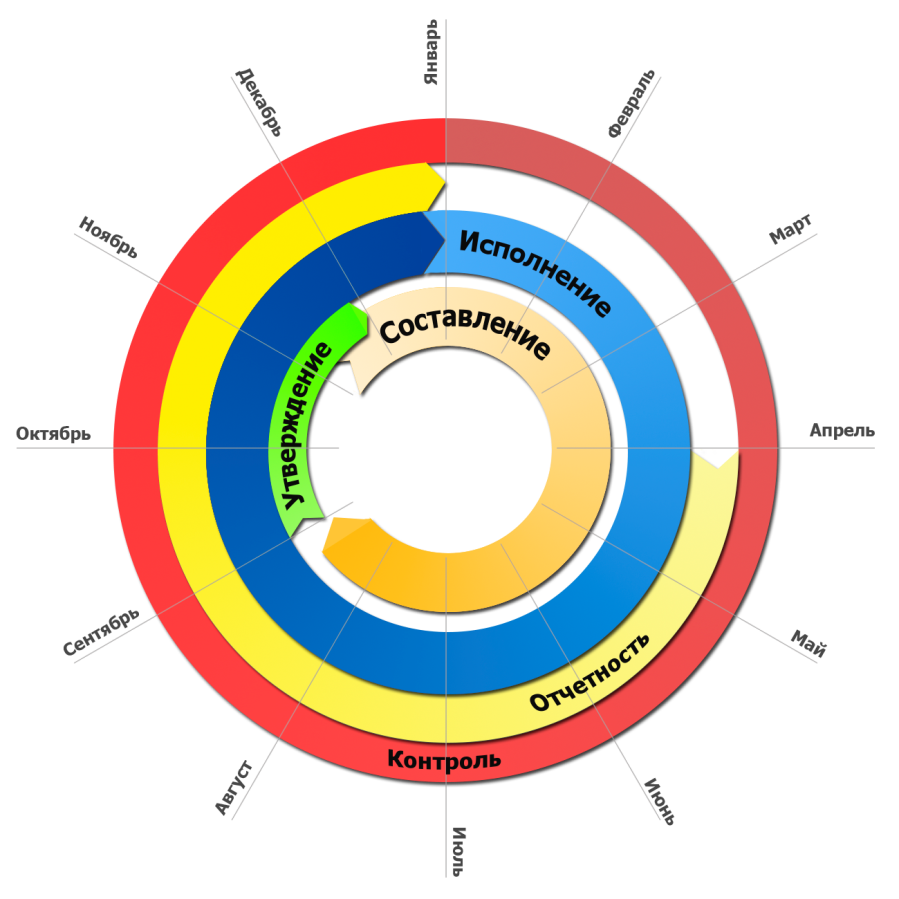 Январь
Февраль
Март
Апрель
Май
Июнь
Июль
Август
Сентябрь
Октябрь
Ноябрь
Декабрь
Исполнение
Составление
Утверждение
Отчетность
Контроль